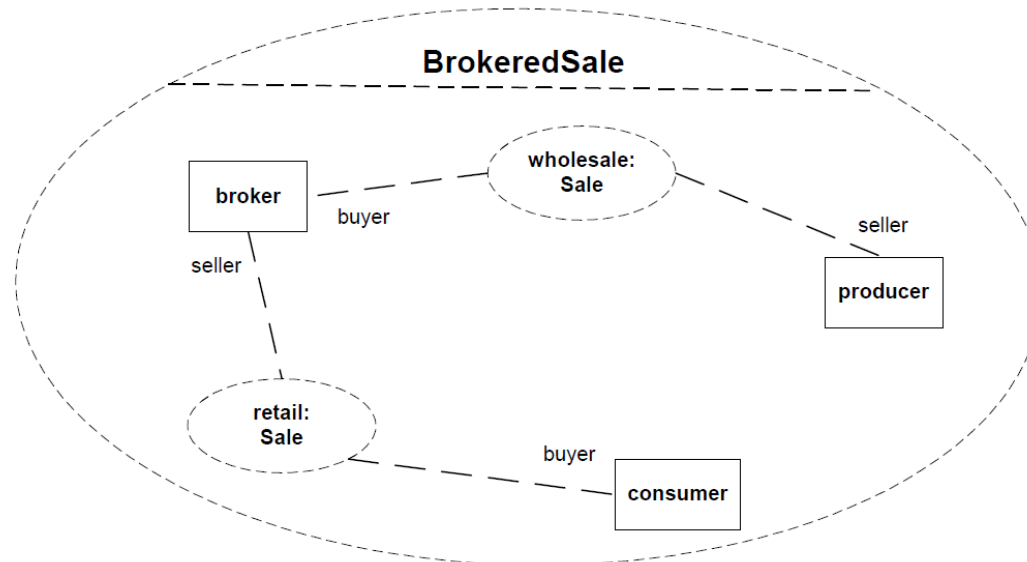 BrokeredSale
wholesale:
Sale
broker
buyer
seller
seller
producer
retail:
Sale
buyer
consumer